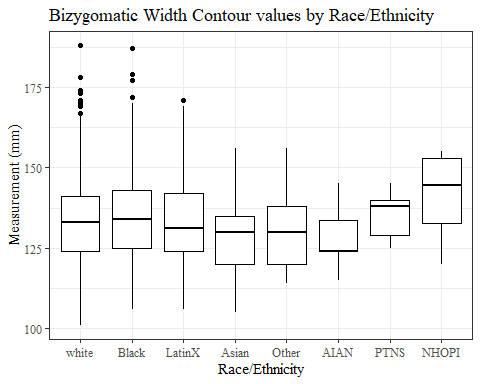 Bizygomatic Width Contour values by Race/Ethnicity
Measurement (mm)
175
150
125
100
white Black LatinX Asian Other AIAN PTNS NHOPI
Race/Ethnicity